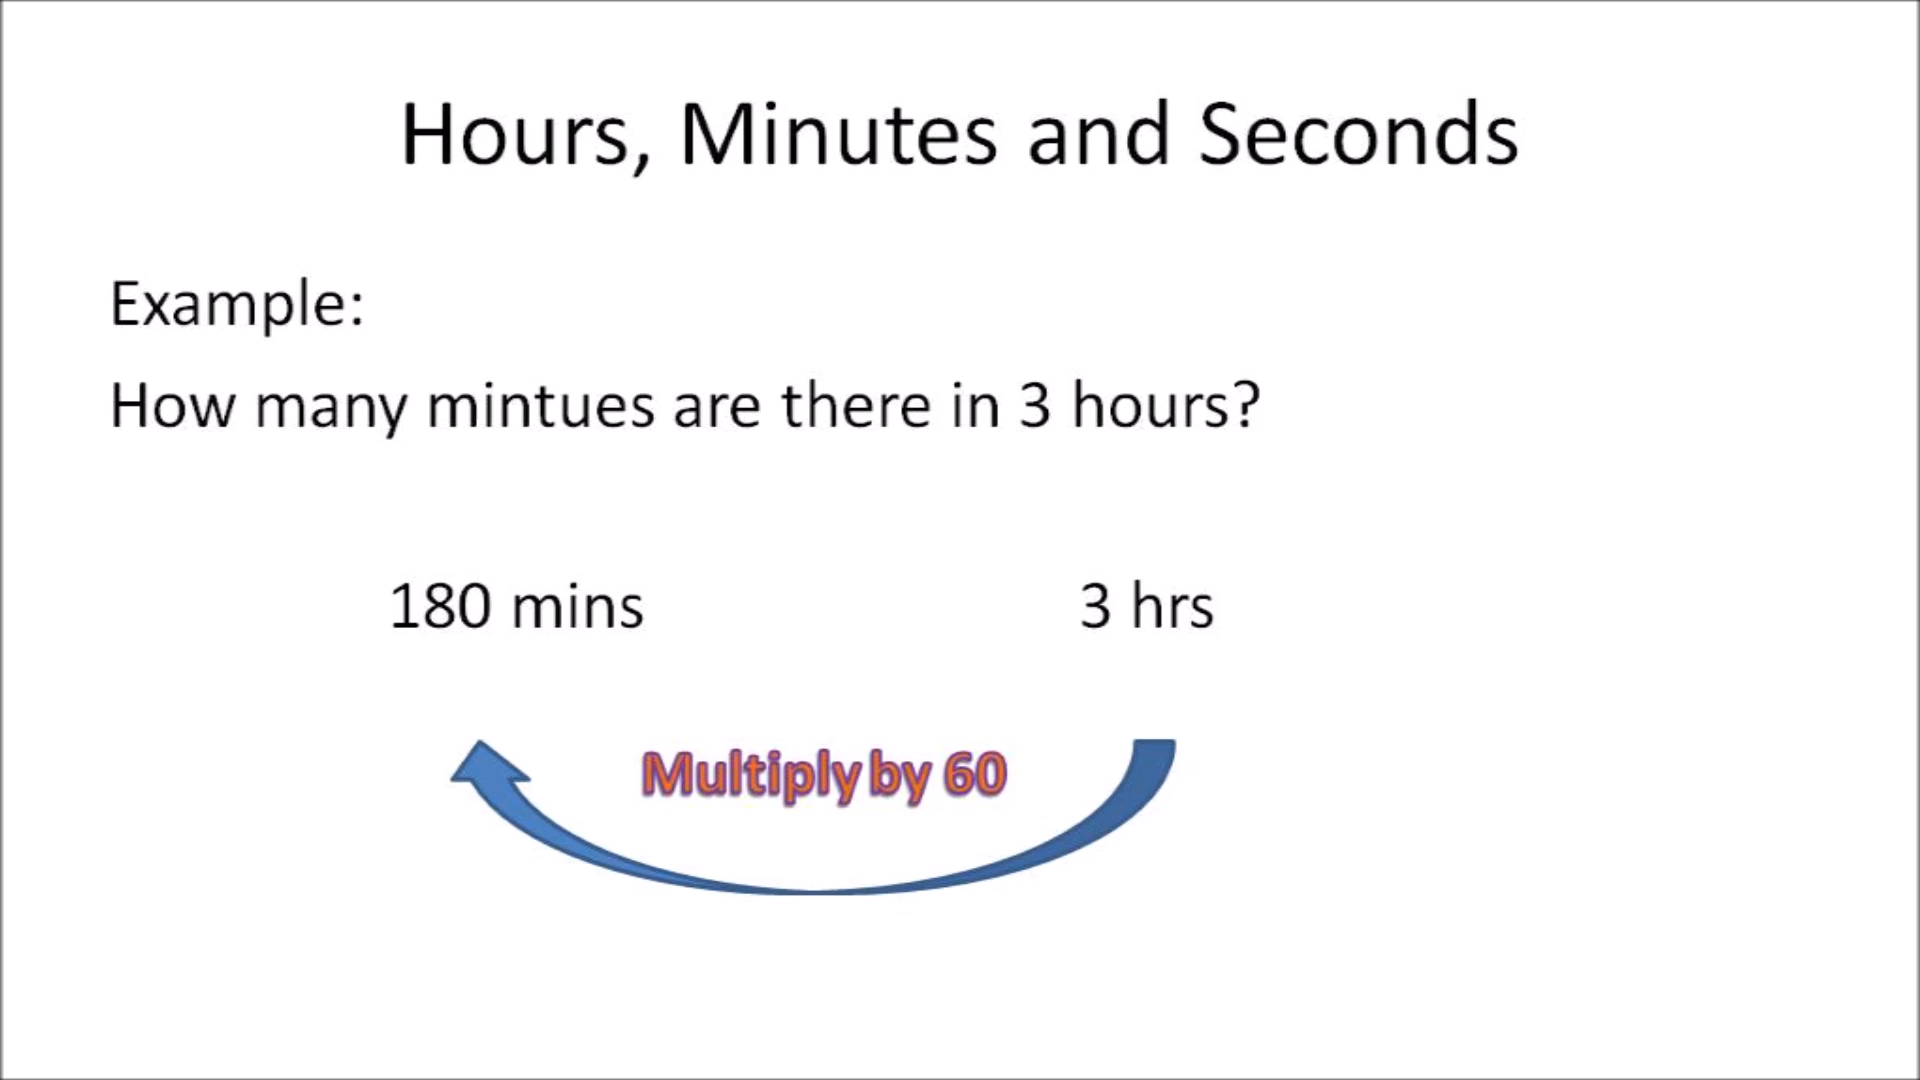 Hours, Minutes and Seconds
Example:
How many mintues are there in 3 hours?
180 mins 3 hrs
Multiply by 60